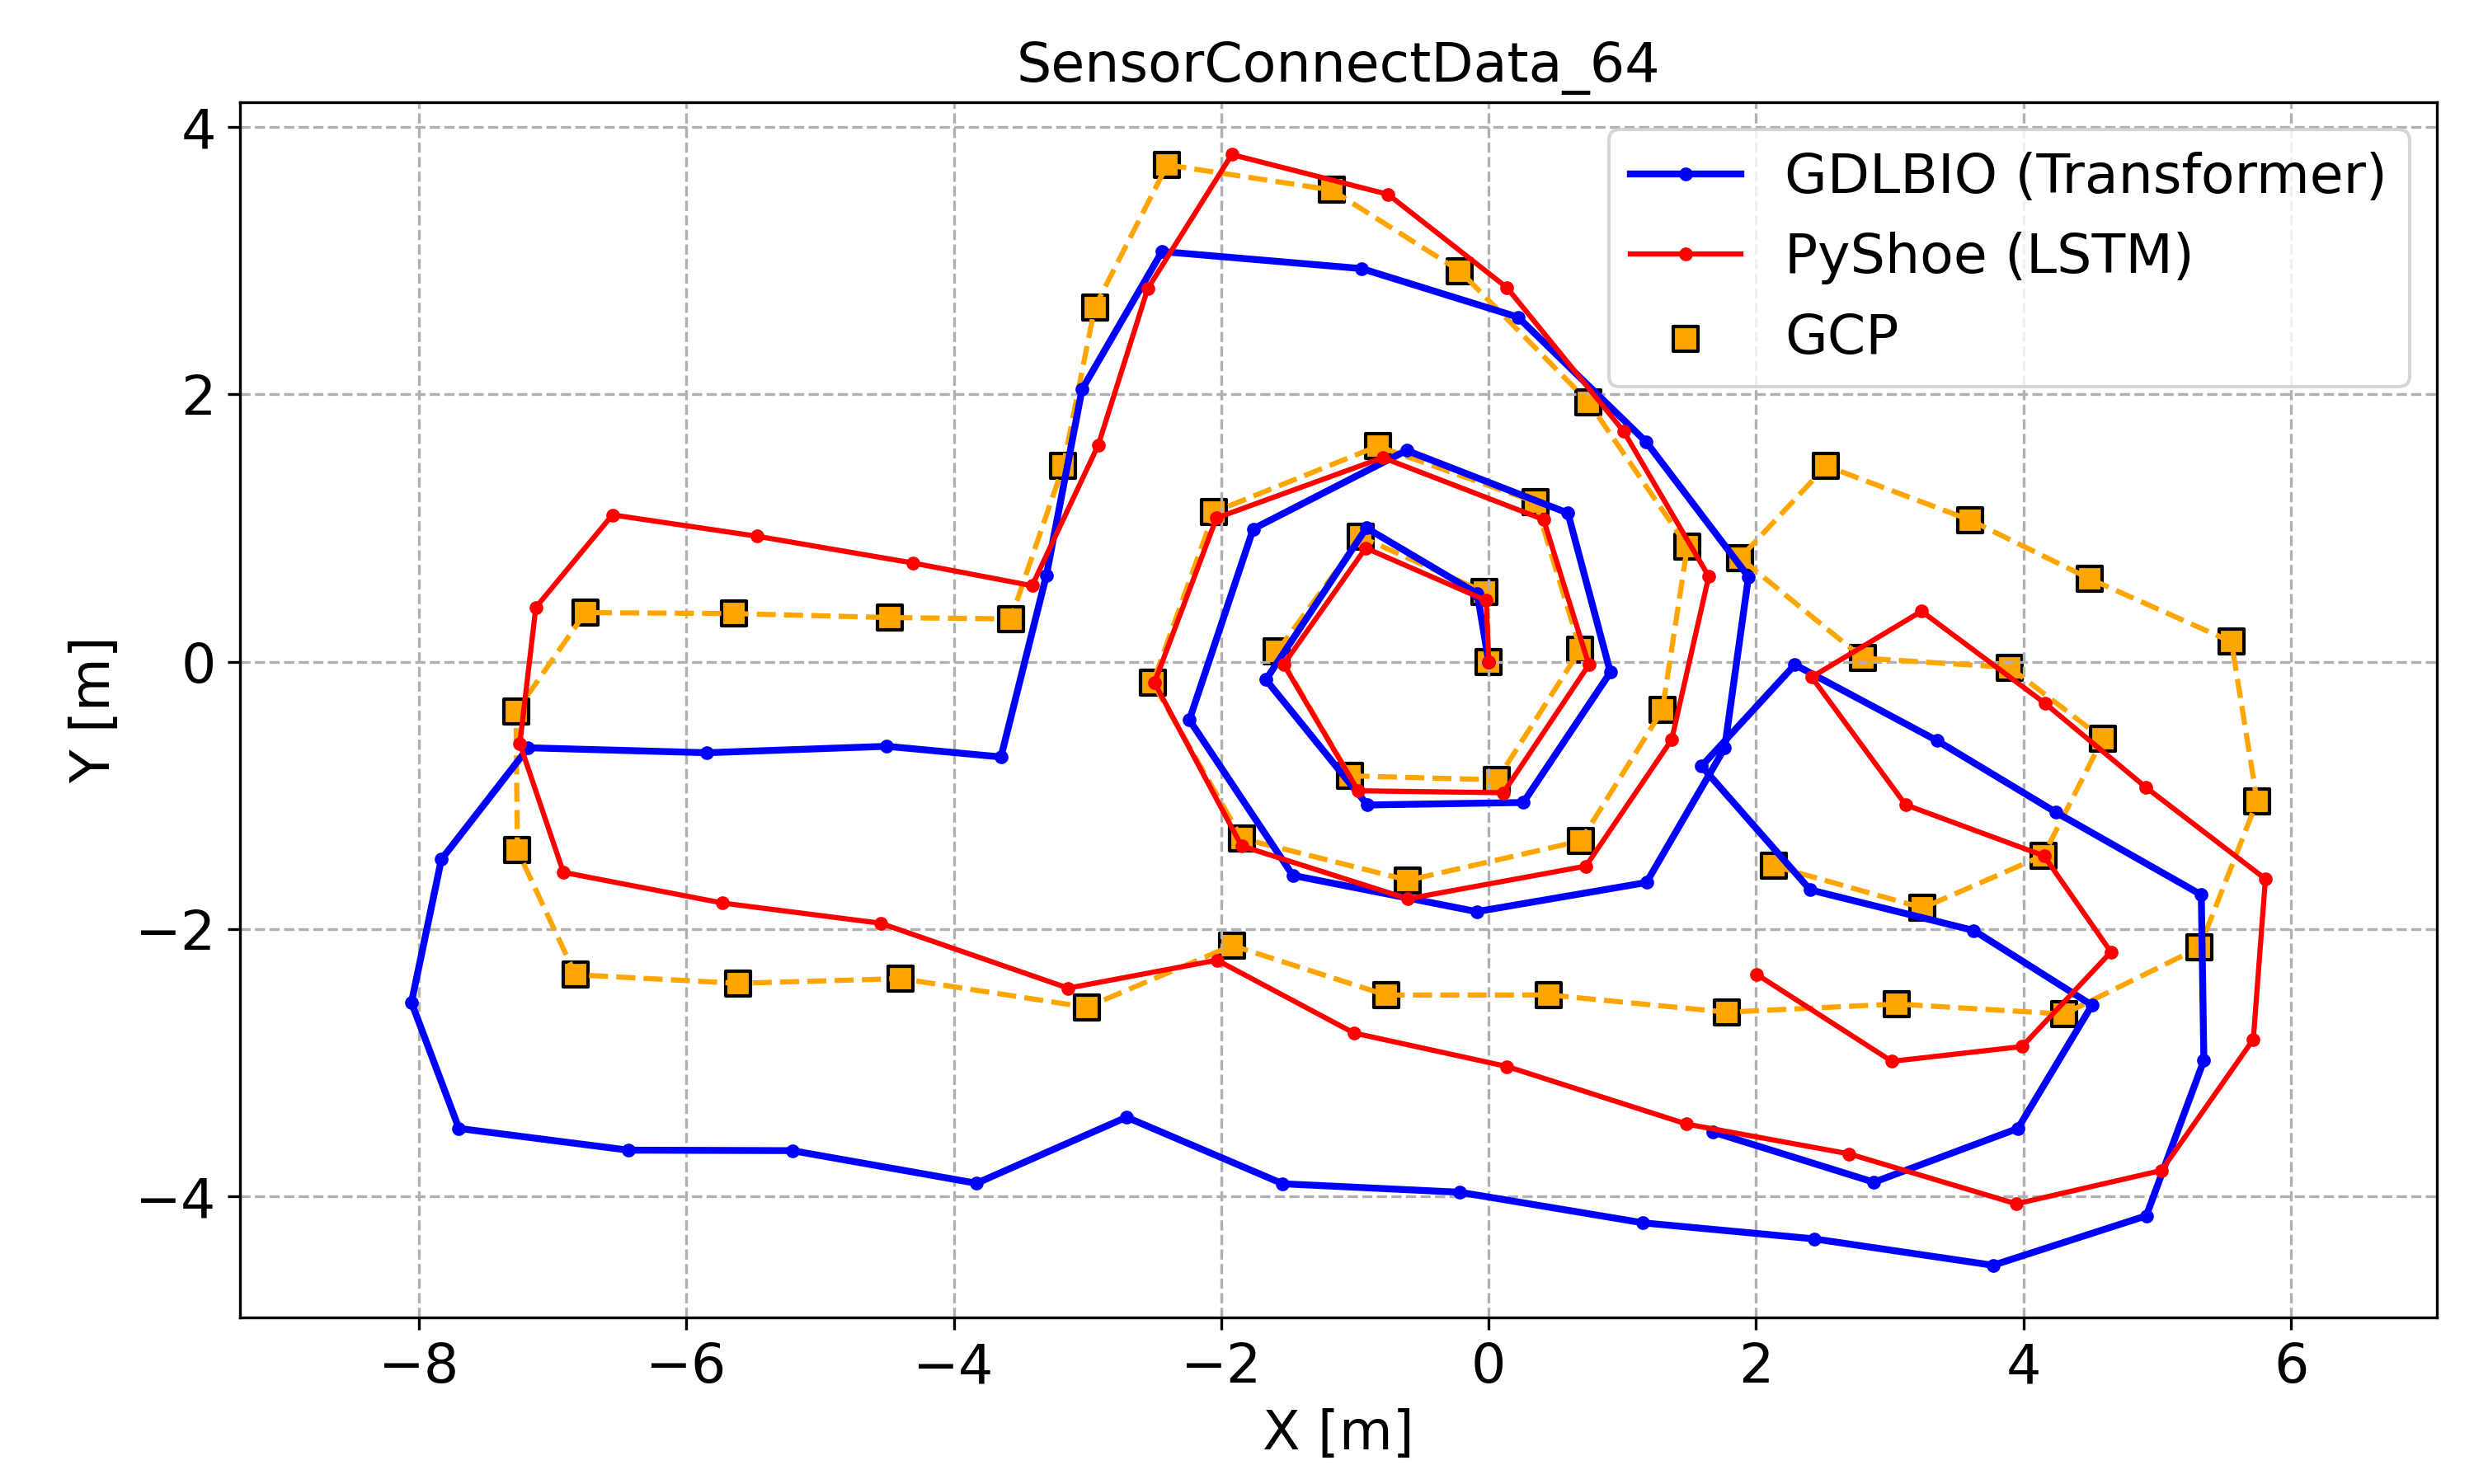 SensorConnectData_64
GDLBIO (Transformer)
PyShoe (LSTM)
GCP
4
2
0
−2
−4
Y [m]
−8 −6 −4 −2 0 2 4 6
X [m]